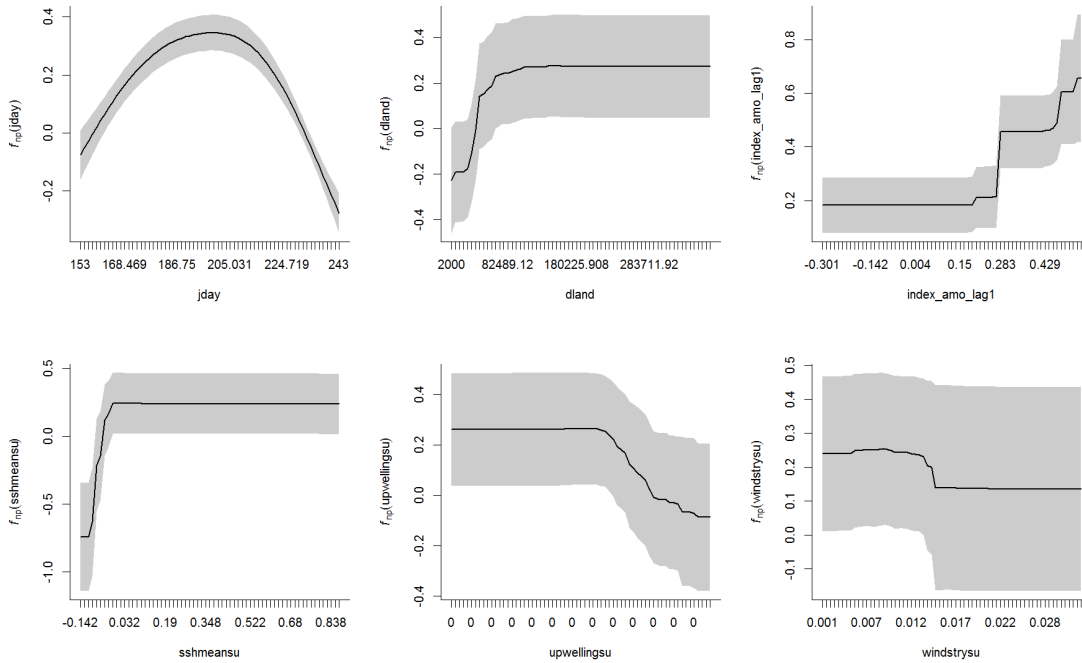 0.4
0.2
0.0
-0.2
f np(jday)
153 168.469 186.75 205.031 224.719 243
jday
0.4
0.2
0.0
-0.2
-0.4
f np(dland)
2000 82489.12 180225.908 283711.92
dland
0.8
0.6
0.4
0.2
f np(index_amo_lag1)
-0.301 -0.142 0.004 0.15 0.283 0.429
index_amo_lag1
0.5
0.0
-0.5
-1.0
f np(sshmeansu)
-0.142 0.032 0.19 0.348 0.522 0.68 0.838
sshmeansu
0.4
0.2
0.0
-0.2
-0.4
f np(upwellingsu)
0 0 0 0 0 0 0 0 0 0 0
upwellingsu
0.5
0.4
0.3
0.2
0.1
0.0
-0.1
f np(windstrysu)
0.001 0.007 0.012 0.017 0.022 0.028
windstrysu